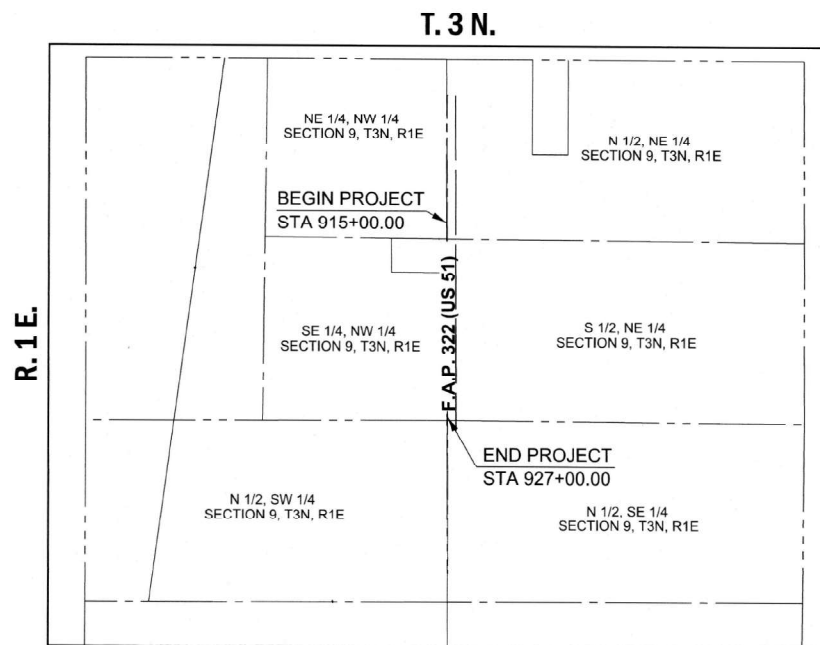 T. 3 N.
R. 1 E.
NE 1/4, NW 1/4
SECTION 9, T3N, R1E
N 1/2, NE 1/4
SECTION 9, T3N, R1E
BEGIN PROJECT
STA 915+00.00
F.A.P. 322 (US 51)
SE 1/4, NW 1/4
SECTION 9, T3N, R1E
S 1/2, NE 1/4
SECTION 9, T3N, R1E
END PROJECT
STA 927+00.00
N 1/2, SW 1/4
SECTION 9, T3N, R1E
N 1/2, SE 1/4
SECTION 9, T3N, R1E